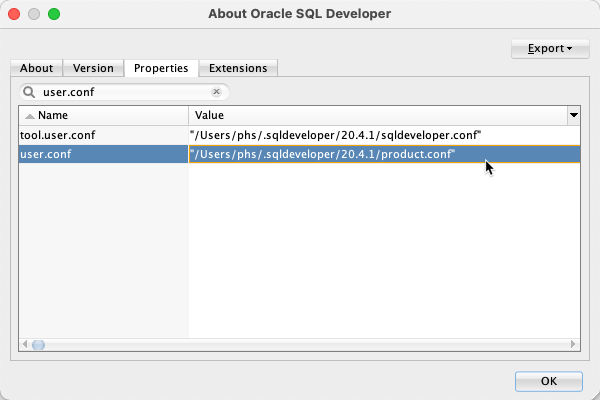 About Oracle SQL Developer
Export
About Version Properties Extensions
user.conf
Name Value
tool.user.conf "/Users/phs/.sqldeveloper/20.4.1/sqldeveloper.conf"
user.conf "/Users/phs/.sqldeveloper/20.4.1/product.conf"
OK